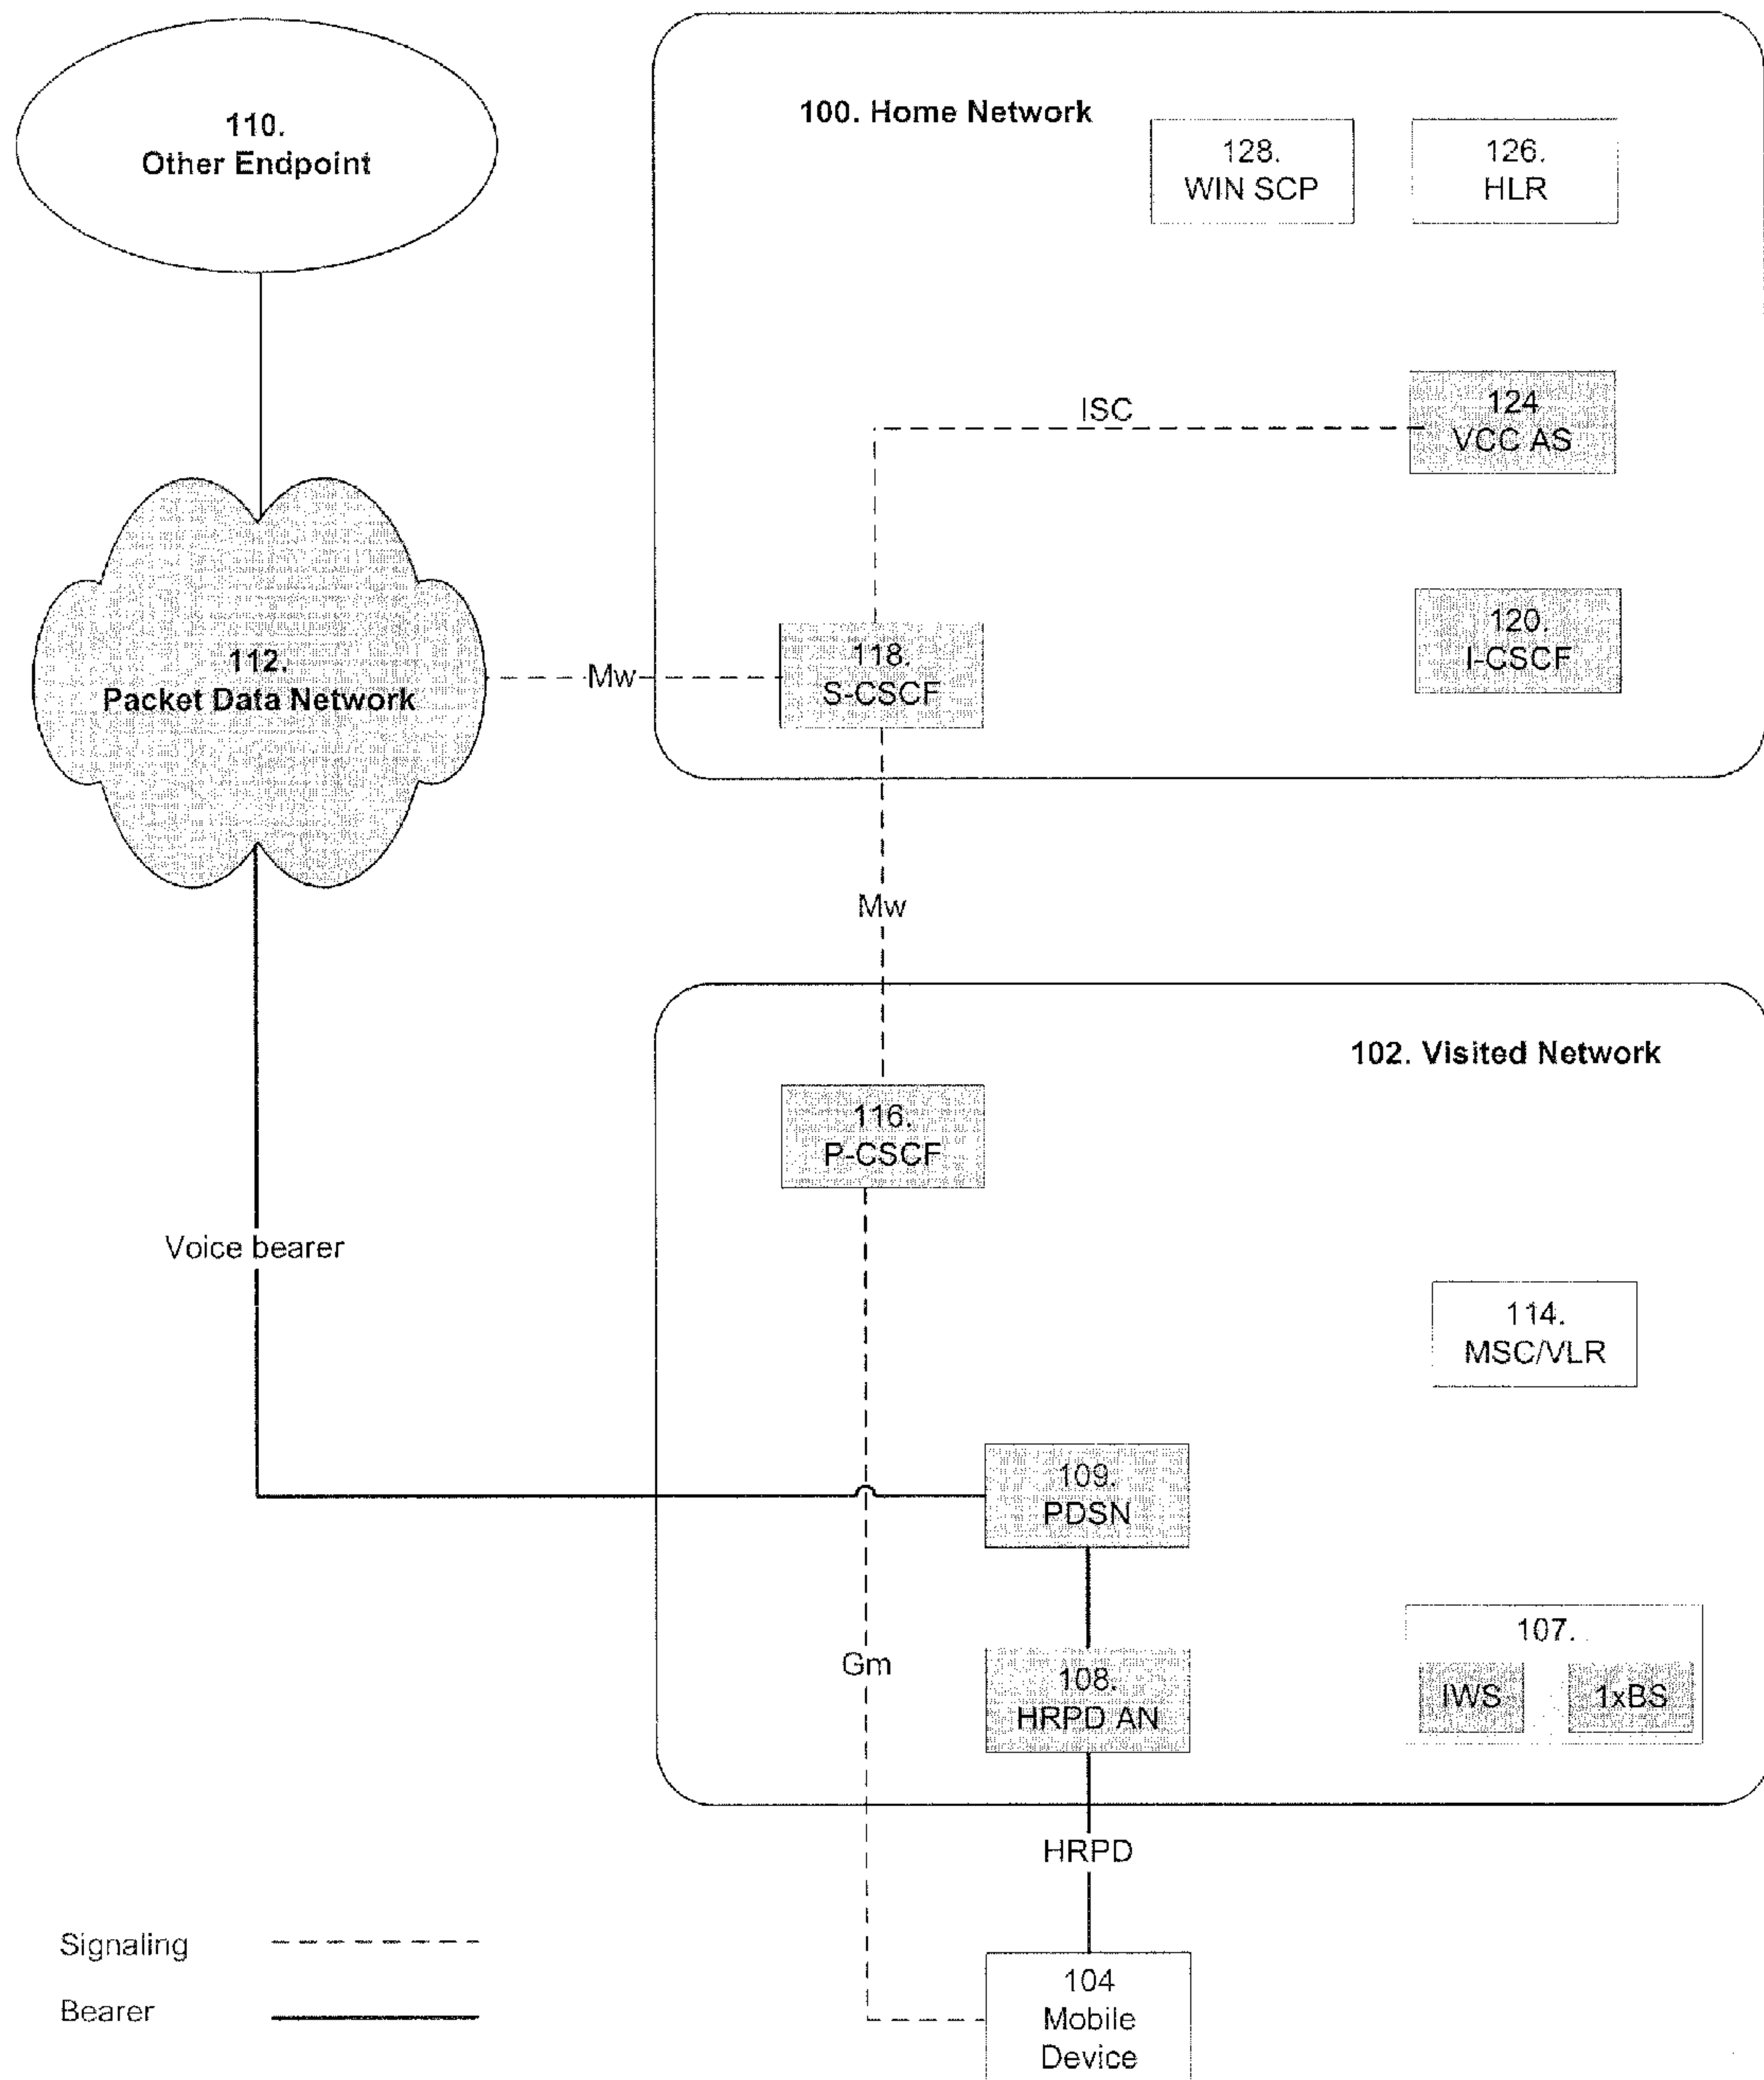 110.
Other Endpoint
100. Home Network
128.
WIN SCP
126.
HLR
ISC
124
VCC AS
112.
Packet Data Network
Mw
118.
S-CSCF
120.
I-CSCF
Mw
102. Visited Network
116.
P-CSCF
Voice bearer
114.
MSC/VLR
109.
PDSN
Gm
108.
HRPD AN
107.
IWS
1xBS
HRPD
Signaling
Bearer
104
Mobile
Device